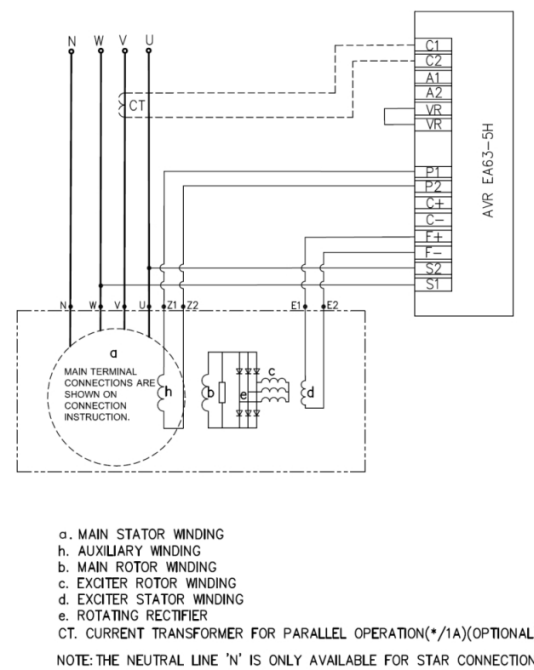 N W V U
C1
C2
A1
A2
VR
VR
P1
P2
C+
C-
F+
F-
S2
S1
AVR EA63-5H
CT
N W V U Z1 Z2 E1 E2
a
MAIN TERMINAL
CONNECTIONS ARE
SHOWN ON
CONNECTION
INSTRUCTION.
h b e c d
a. MAIN STATOR WINDING
h. AUXILIARY WINDING
b. MAIN ROTOR WINDING
c. EXCITER ROTOR WINDING
d. EXCITER STATOR WINDING
e. ROTATING RECTIFIER
CT. CURRENT TRANSFORMER FOR PARALLEL OPERATION(*/1A)(OPTIONAL
NOTE: THE NEUTRAL LINE 'N' IS ONLY AVAILABLE FOR STAR CONNECTION